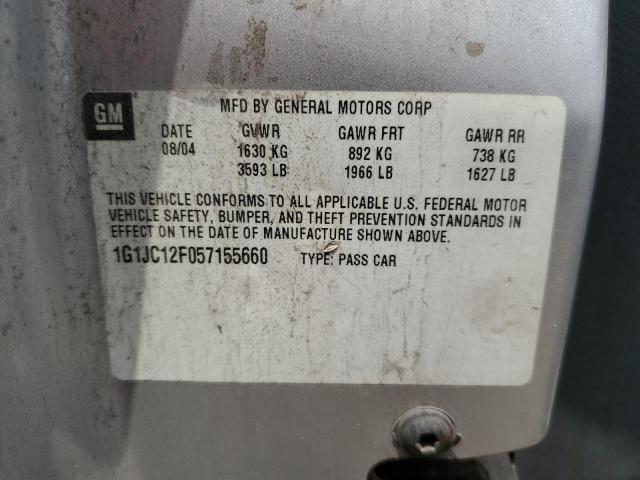 GM
MFD BY GENERAL MOTORS CORP
DATE GVWR GAWR FRT GAWR RR
08/04 1630 KG 892 KG 738 KG
3593 LB 1966 LB 1627 LB
THIS VEHICLE CONFORMS TO ALL APPLICABLE U.S. FEDERAL MOTOR
VEHICLE SAFETY, BUMPER, AND THEFT PREVENTION STANDARDS IN
EFFECT ON THE DATE OF MANUFACTURE SHOWN ABOVE.
1G1JC12F057155660 TYPE: PASS CAR